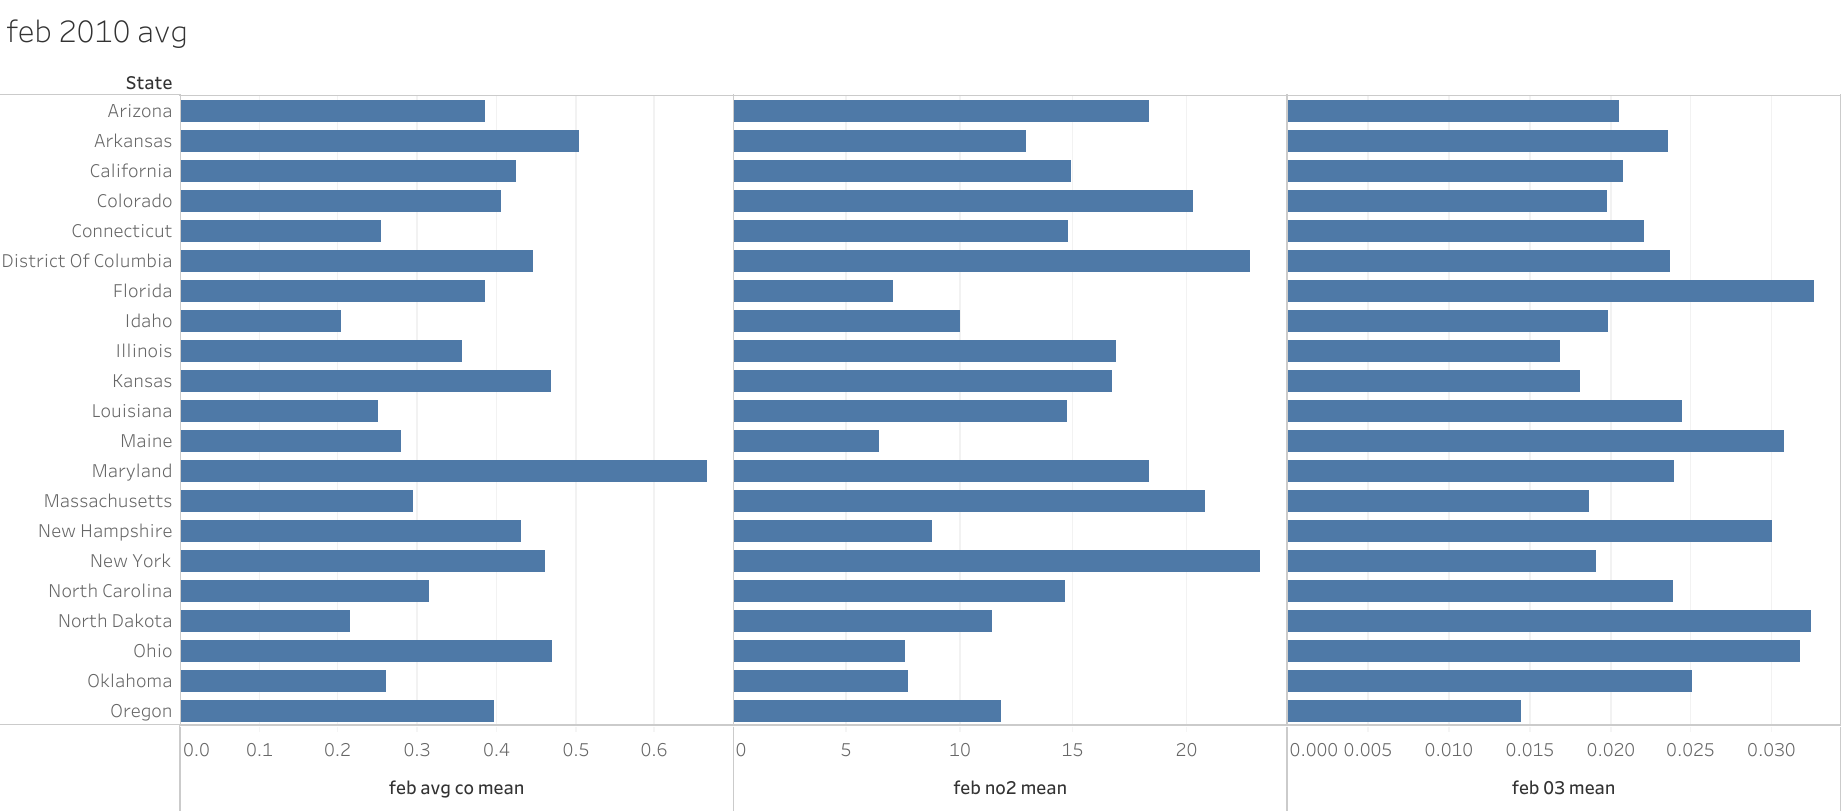 feb 2010 avg
State
Arizona
Arkansas
California
Colorado
Connecticut
District Of Columbia
Florida
Idaho
Illinois
Kansas
Louisiana
Maine
Maryland
Massachusetts
New Hampshire
New York
North Carolina
North Dakota
Ohio
Oklahoma
Oregon
0.0 0.1 0.2 0.3 0.4 0.5 0.6 0 5 10 15 20 0.000 0.005 0.010 0.015 0.020 0.025 0.030
feb avg co mean feb no2 mean feb 03 mean